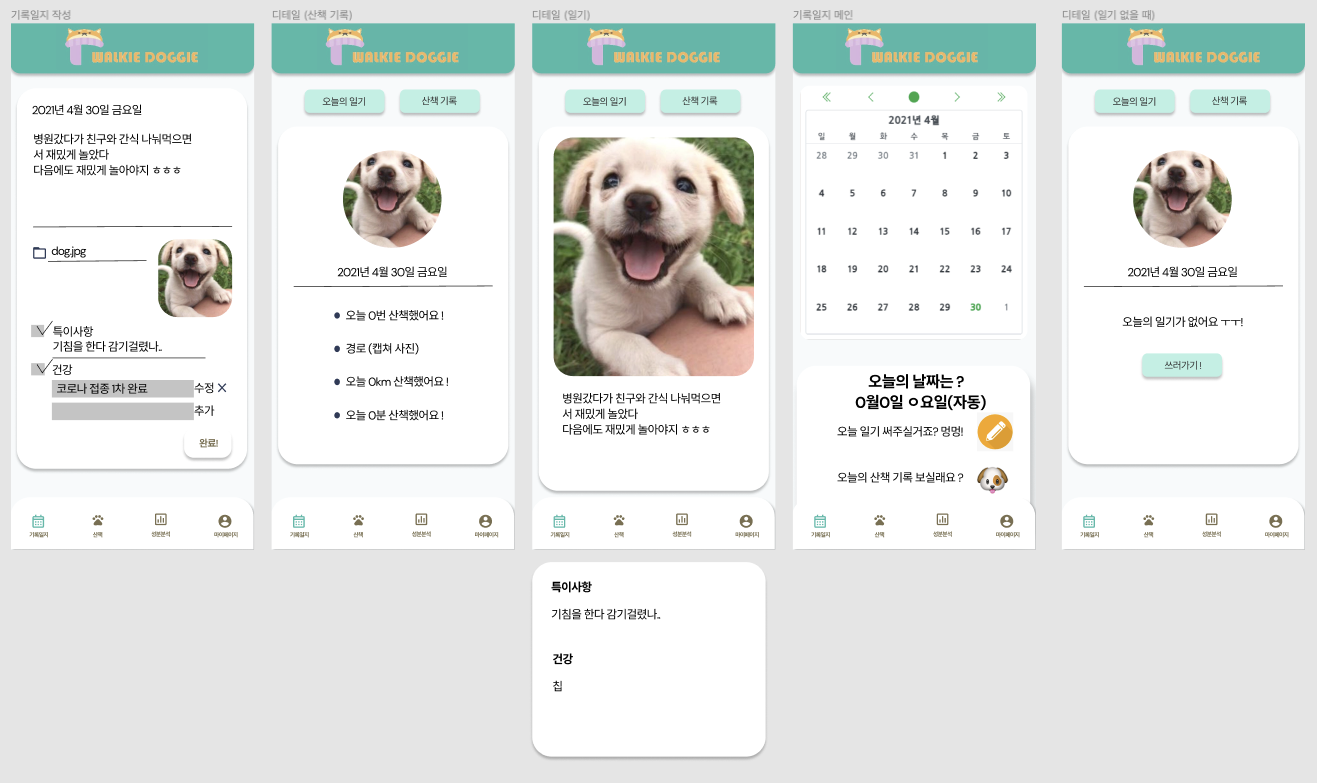 기록일지 작성
WALKIE DOGGIE
2021년 4월 30일 금요일
병원갔다가 친구와 간식 나눠먹으면
서 재밌게 놀았다
다음에도 재밌게 놀아야지 ㅎㅎㅎ
dog.jpg
특이사항
기침을 한다 감기걸렸나..
건강
코로나 접종 1차 완료
수정
추가
완료!
기록일지
산책
성분분석
마이페이지
디테일 (산책 기록)
WALKIE DOGGIE
오늘의 일기
산책 기록
2021년 4월 30일 금요일
오늘 0번 산책했어요 !
경로 (캡쳐 사진)
오늘 0km 산책했어요 !
오늘 0분 산책했어요 !
기록일지
산책
성분분석
마이페이지
디테일 (일기)
WALKIE DOGGIE
오늘의 일기
산책 기록
병원갔다가 친구와 간식 나눠먹으면
서 재밌게 놀았다
다음에도 재밌게 놀아야지 ㅎㅎㅎ
기록일지
산책
성분분석
마이페이지
특이사항
기침을 한다 감기걸렸나..
건강
칩
기록일지 메인
WALKIE DOGGIE
2021년 4월
일 월 화 수 목 금 토
28 29 30 31 1 2 3
4 5 6 7 8 9 10
11 12 13 14 15 16 17
18 19 20 21 22 23 24
25 26 27 28 29 30 1
오늘의 날짜는 ?
0월0일 ㅇ요일(자동)
오늘 일기 써주실거죠? 멍멍!
오늘의 산책 기록 보실래요 ?
기록일지
산책
성분분석
마이페이지
디테일 (일기 없을 때)
WALKIE DOGGIE
오늘의 일기
산책 기록
2021년 4월 30일 금요일
오늘의 일기가 없어요 ㅜㅜ!
쓰러가기 !
기록일지
산책
성분분석
마이페이지